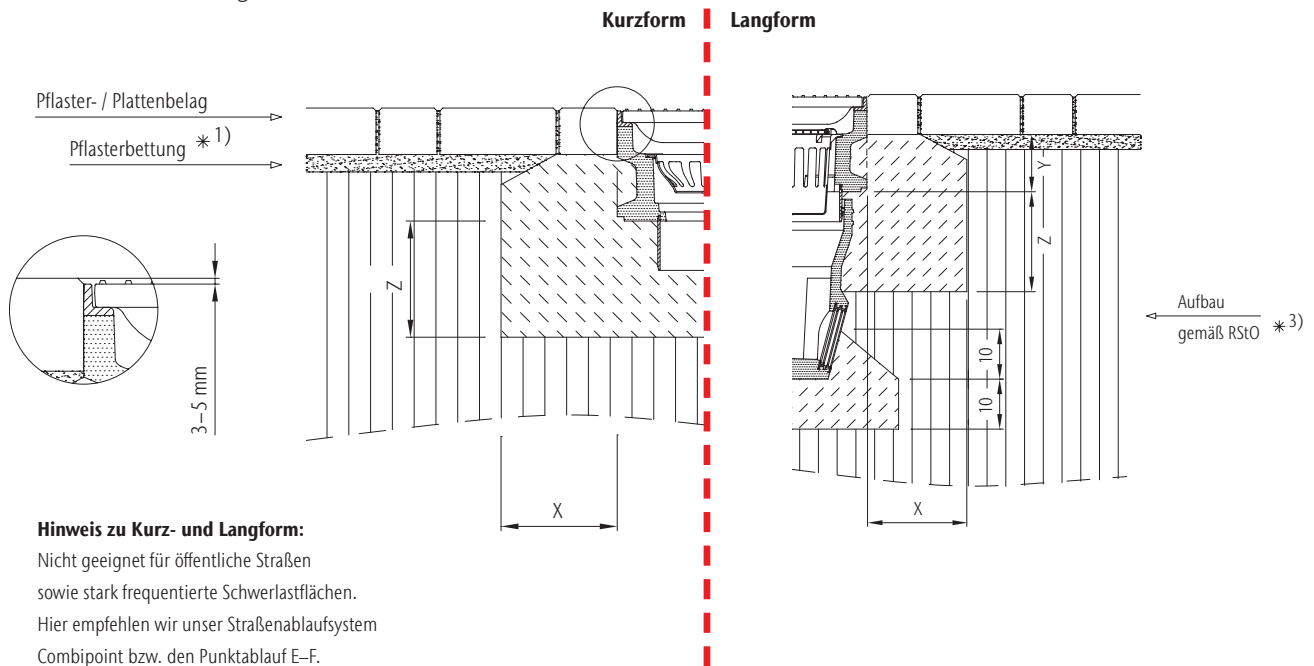 Kurzform
Langform
Pflaster- / Plattenbelag
Pflasterbettung *1)
3–5 mm
Z
X
Y
Z
10
10
X
Aufbau
gemäß RStO *3)
Hinweis zu Kurz- und Langform:
Nicht geeignet für öffentliche Straßen
sowie stark frequentierte Schwerlastflächen.
Hier empfehlen wir unser Straßenablaufsystem
Combipoint bzw. den Punktablauf E–F.